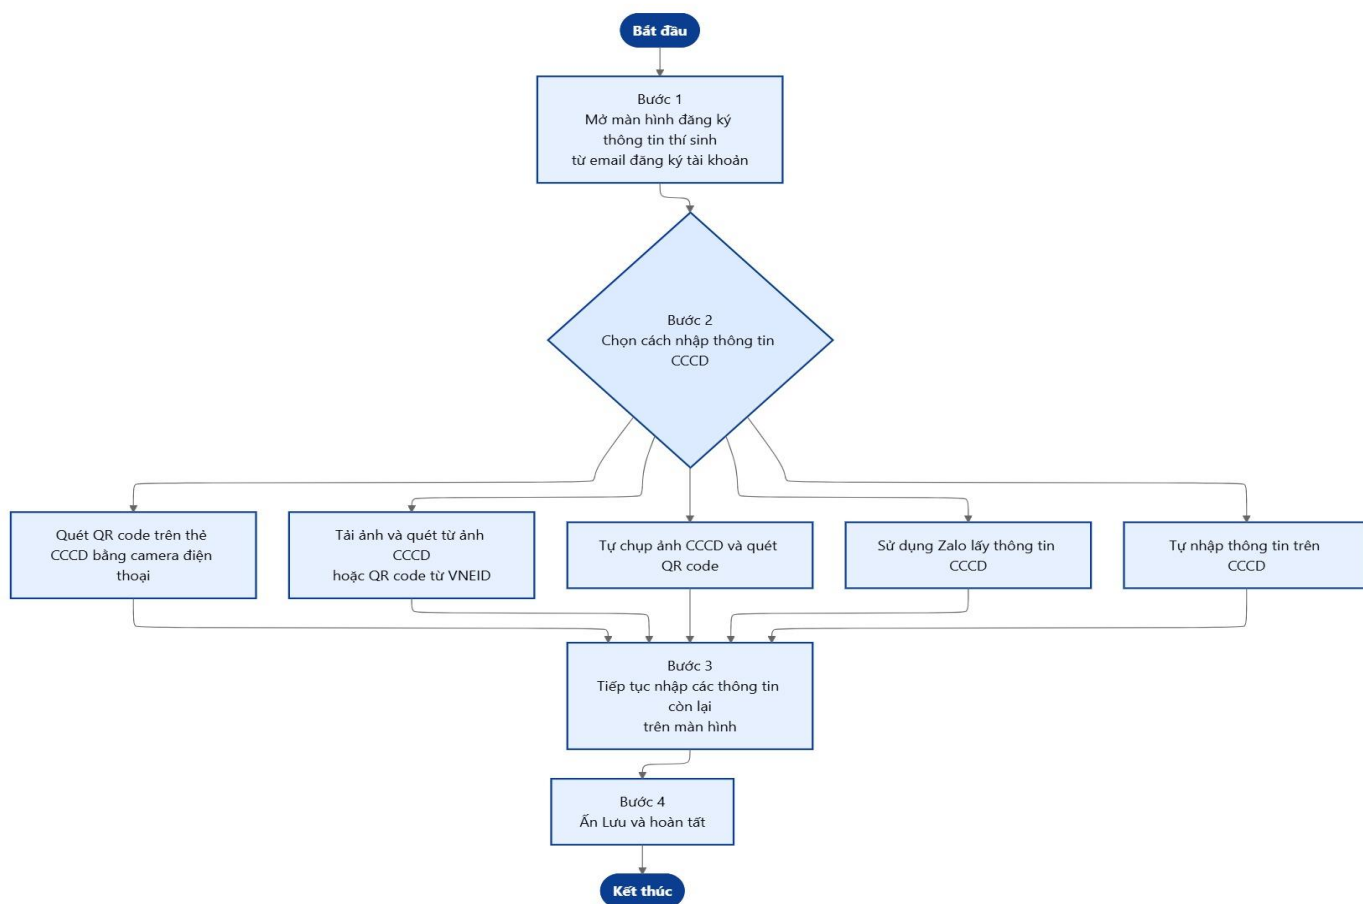 Bắt đầu
Bước 1
Mở màn hình đăng ký
thông tin thí sinh
từ email đăng ký tài khoản
Bước 2
Chọn cách nhập thông tin
CCCD
Quét QR code trên thẻ
CCCD bằng camera điện
thoại
Tải ảnh và quét từ ảnh
CCCD
hoặc QR code từ VNEID
Tự chụp ảnh CCCD và quét
QR code
Sử dụng Zalo lấy thông tin
CCCD
Tự nhập thông tin trên
CCCD
Bước 3
Tiếp tục nhập các thông tin
còn lại
trên màn hình
Bước 4
Ấn Lưu và hoàn tất
Kết thúc